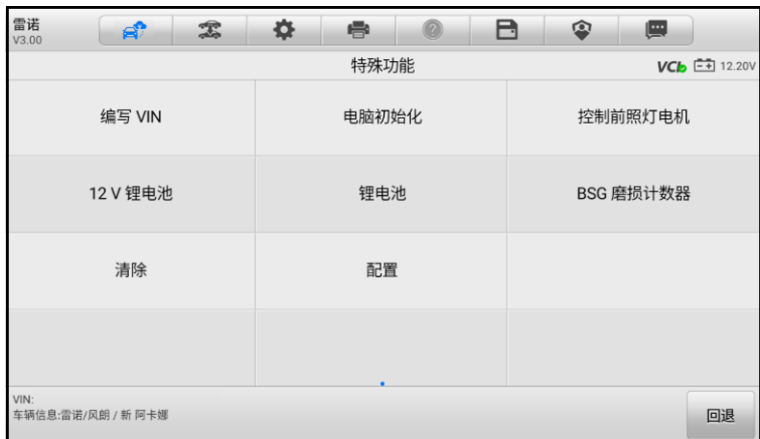 雷诺
V3.00
特殊功能
VCI 12.20V
编写 VIN
电脑初始化
控制前照灯电机
12 V 锂电池
锂电池
BSG 磨损计数器
清除
配置
VIN:
车辆信息:雷诺/风朗 / 新 阿卡娜
回退